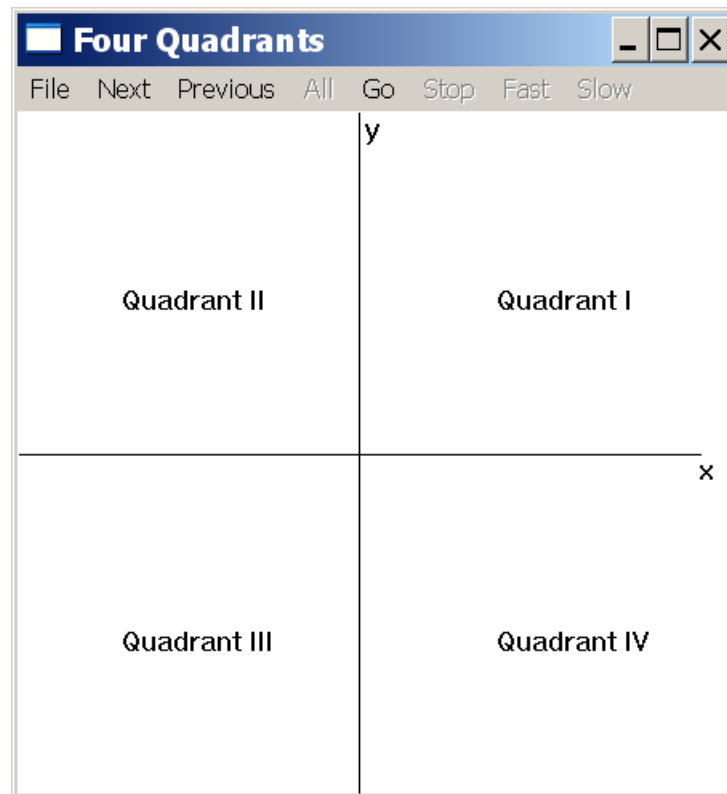 Four Quadrants
File Next Previous All Go Stop Fast Slow
y
Quadrant II Quadrant I
x
Quadrant III Quadrant IV